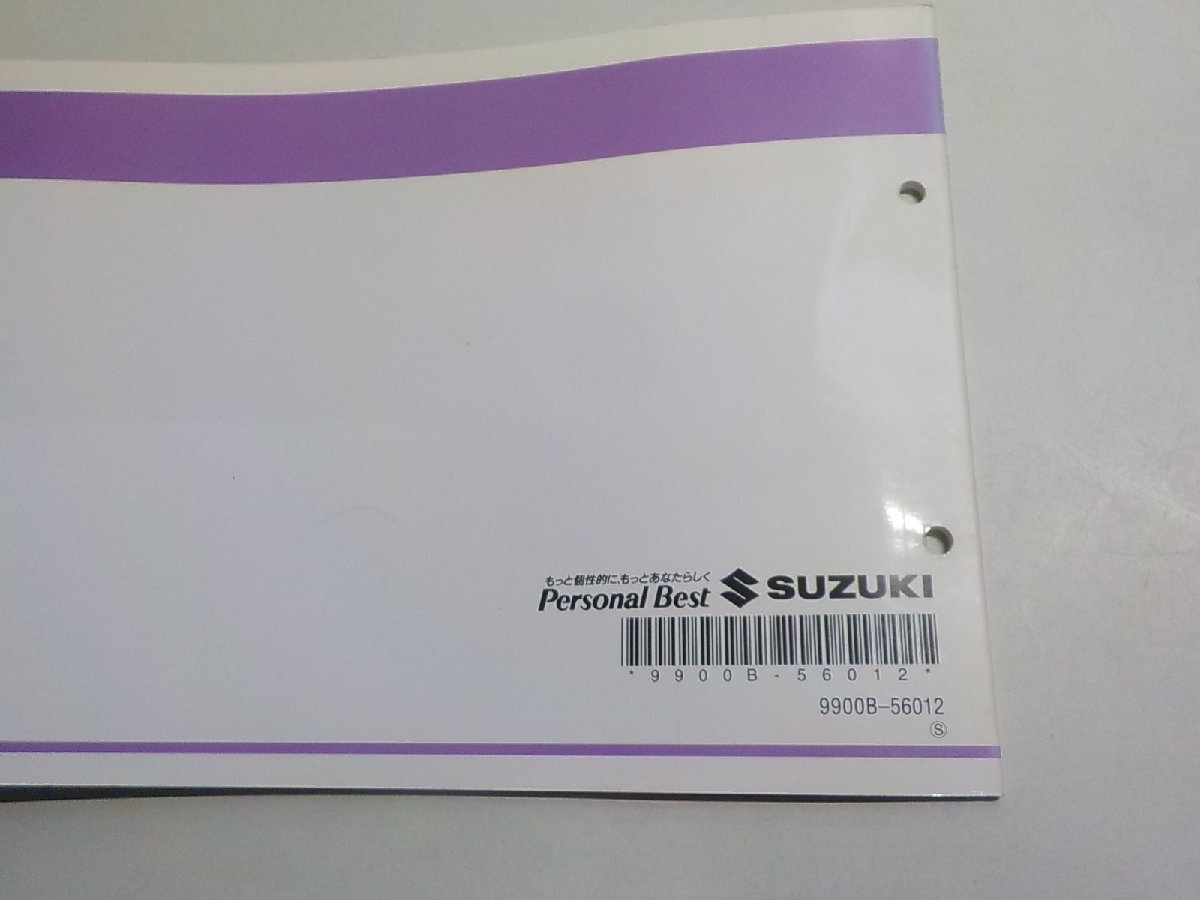 もっと個性的に、もっとあなたらしく
Personal Best SUZUKI
*9900B-56012*
9900B-56012
Ⓢ